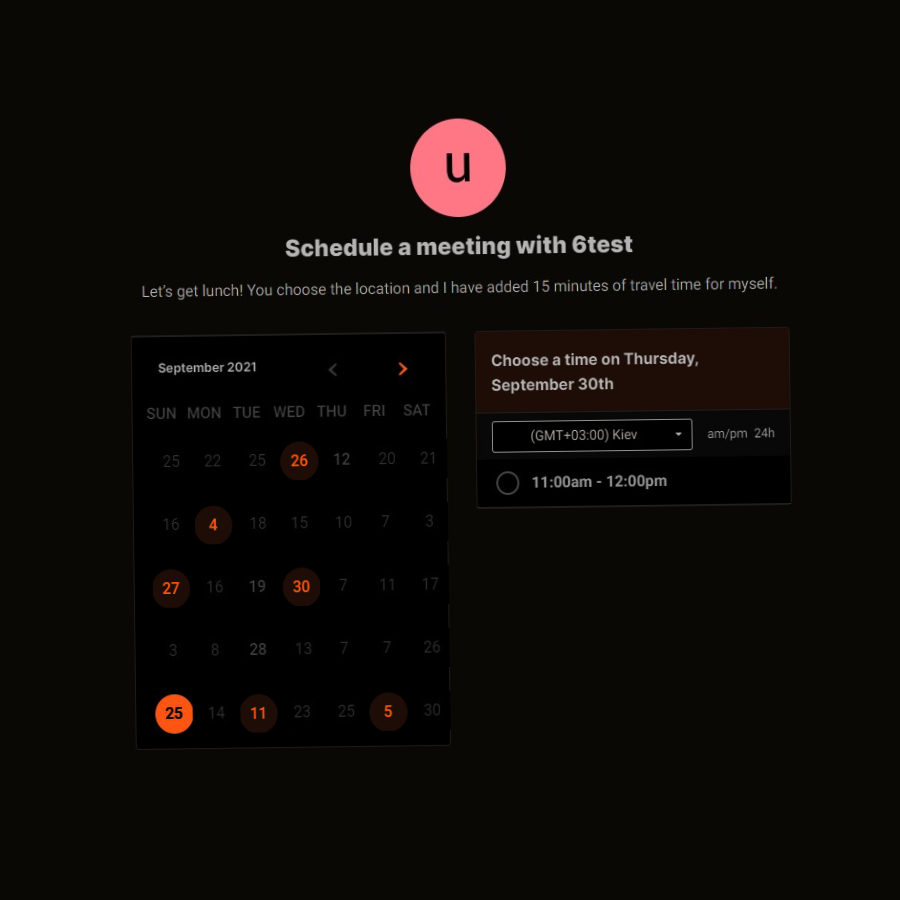 u
Schedule a meeting with 6test
Let's get lunch! You choose the location and I have added 15 minutes of travel time for myself.
September 2021
SUN MON TUE WED THU FRI SAT
25 22 25 26 12 20 21
16 4 18 15 10 7 3
27 16 19 30 7 11 17
3 8 28 13 7 7 26
25 14 11 23 25 5 30
Choose a time on Thursday,
September 30th
(GMT+03:00) Kiev
am/pm 24h
11:00am - 12:00pm